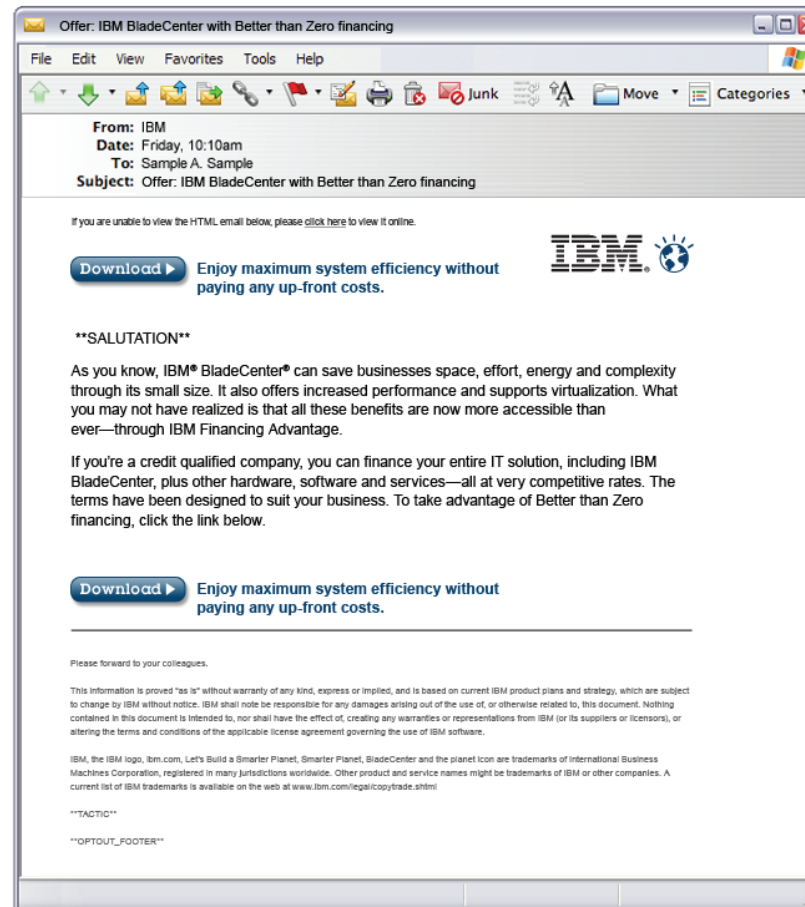 Offer: IBM BladeCenter with Better than Zero financing
File Edit View Favorites Tools Help
Junk Move Categories
From: IBM
Date: Friday, 10:10am
To: Sample A. Sample
Subject: Offer: IBM BladeCenter with Better than Zero financing
If you are unable to view the HTML email below, please click here to view it online.
IBM®
Download Enjoy maximum system efficiency without
paying any up-front costs.
**SALUTATION**
As you know, IBM® BladeCenter® can save businesses space, effort, energy and complexity
through its small size. It also offers increased performance and supports virtualization. What
you may not have realized is that all these benefits are now more accessible than
ever—through IBM Financing Advantage.
If you're a credit qualified company, you can finance your entire IT solution, including IBM
BladeCenter, plus other hardware, software and services—all at very competitive rates. The
terms have been designed to suit your business. To take advantage of Better than Zero
financing, click the link below.
Download Enjoy maximum system efficiency without
paying any up-front costs.
Please forward to your colleagues.
This information is proved "as is" without warranty of any kind, express or implied, and is based on current IBM product plans and strategy, which are subject
to change by IBM without notice. IBM shall note be responsible for any damages arising out of the use of, or otherwise related to, this document. Nothing
contained in this document is intended to, nor shall have the effect of, creating any warranties or representations from IBM (or its suppliers or licensors), or
altering the terms and conditions of the applicable license agreement governing the use of IBM software.
IBM, the IBM logo, ibm.com, Let's Build a Smarter Planet, Smarter Planet, BladeCenter and the planet icon are trademarks of International Business
Machines Corporation, registered in many jurisdictions worldwide. Other product and service names might be trademarks of IBM or other companies. A
current list of IBM trademarks is available on the web at www.ibm.com/legal/copytrade.shtml
**TACTIC**
**OPTOUT_FOOTER**